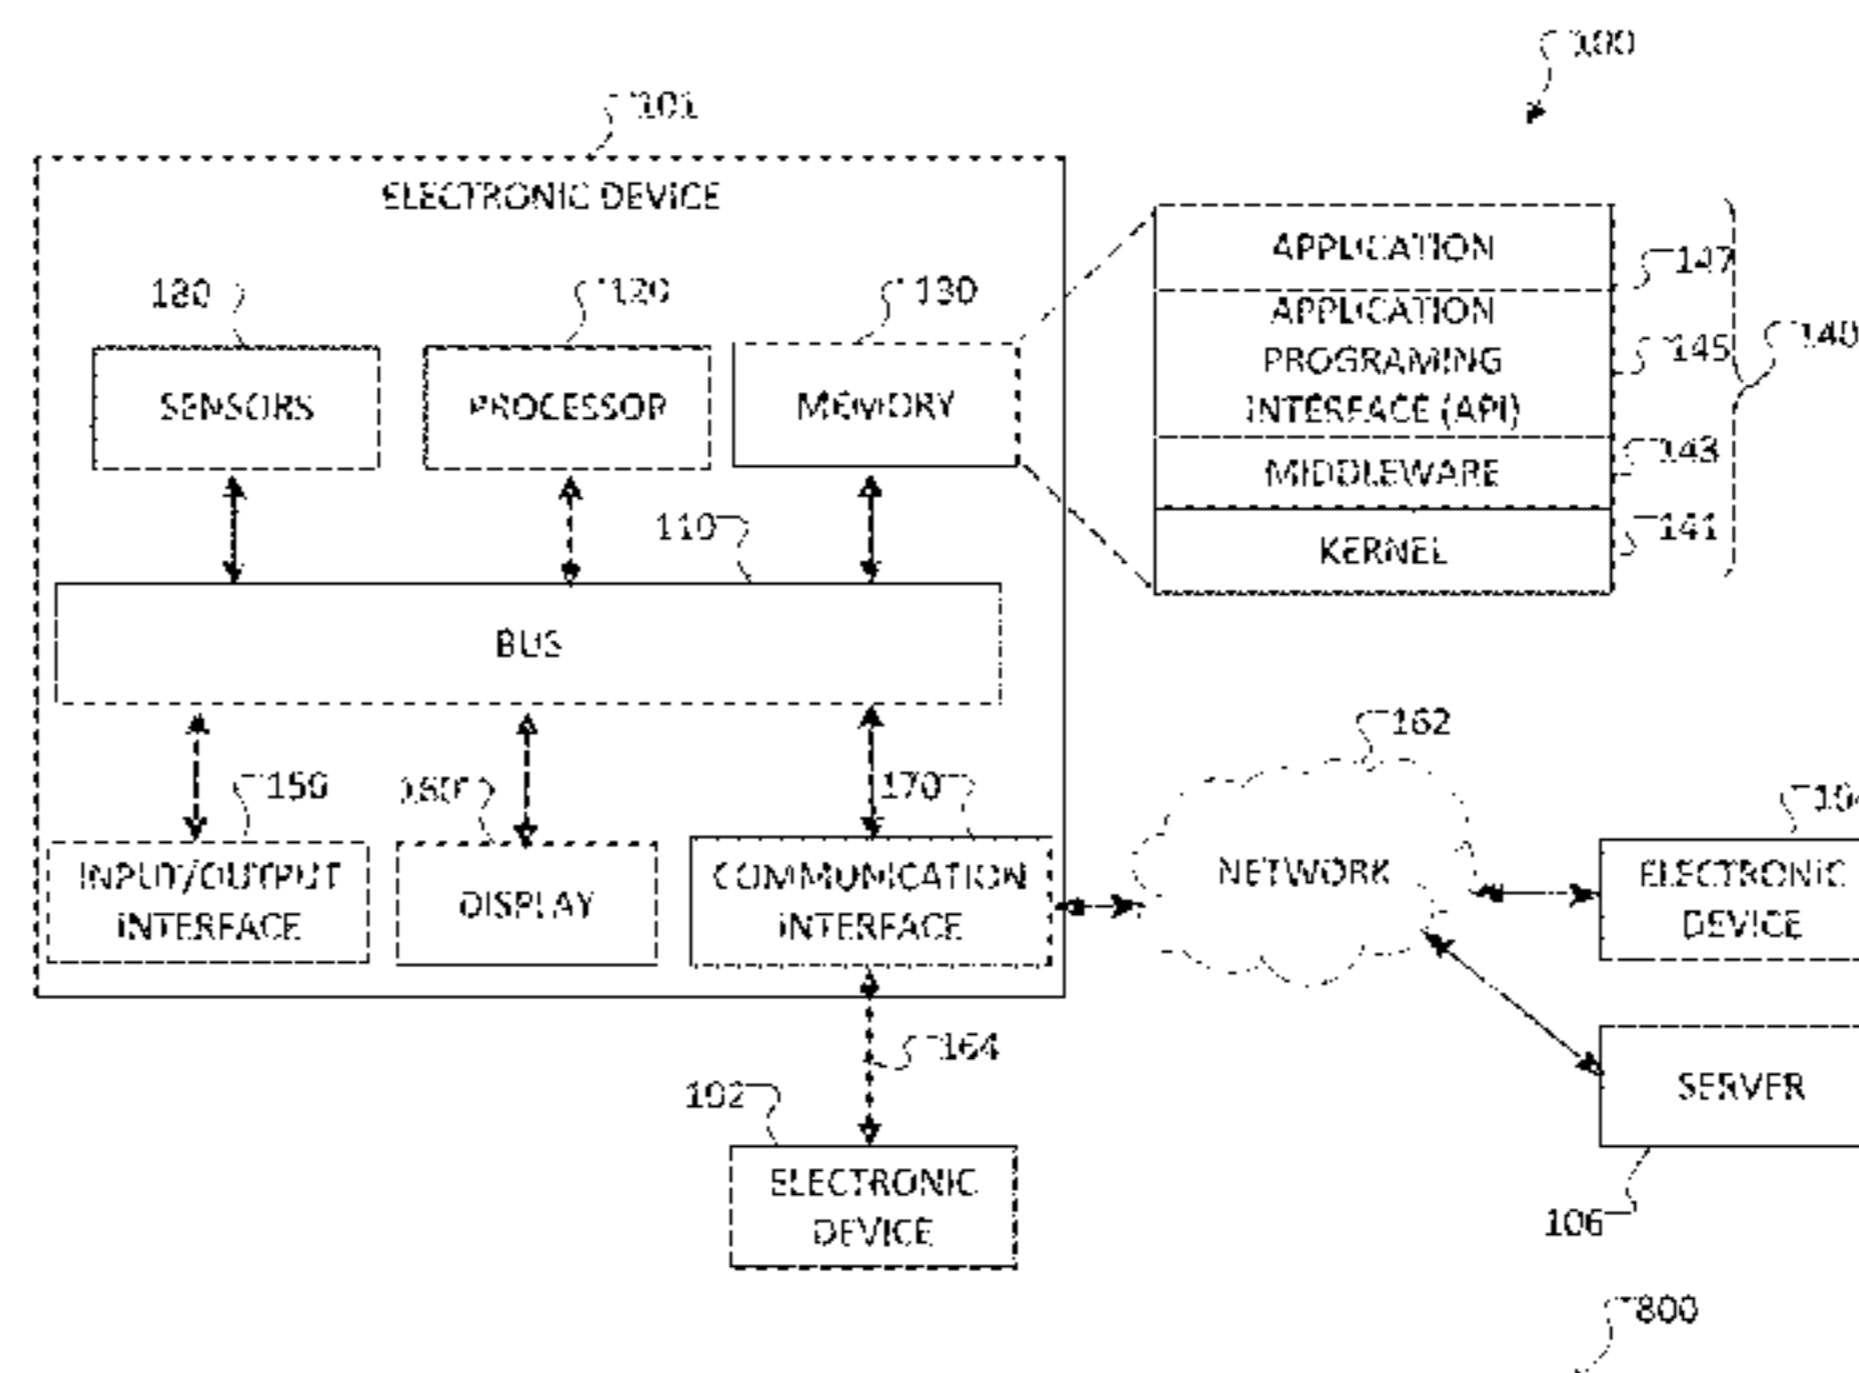 100
101
ELECTRONIC DEVICE
APPLICATION
147
180
120
130
APPLICATION
PROGRAMING
INTERFACE (API)
145
140
SENSORS
PROCESSOR
MEMORY
MIDDLEWARE
143
110
KERNEL
141
BUS
162
150
160
170
INPUT/OUTPUT
INTERFACE
DISPLAY
COMMUNICATION
INTERFACE
NETWORK
ELECTRONIC
DEVICE
164
102
SERVER
ELECTRONIC
DEVICE
106
800